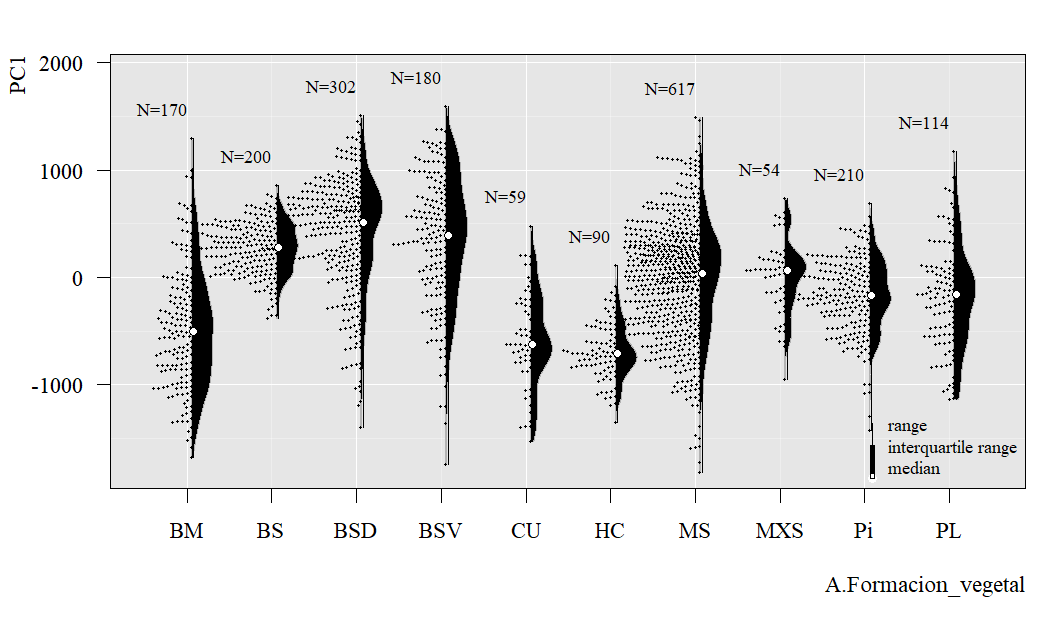 PC1
2000
1000
0
-1000
N=170
N=200
N=302
N=180
N=59
N=90
N=617
N=54
N=210
N=114
range
interquartile range
median
BM BS BSD BSV CU HC MS MXS Pi PL
A.Formacion_vegetal